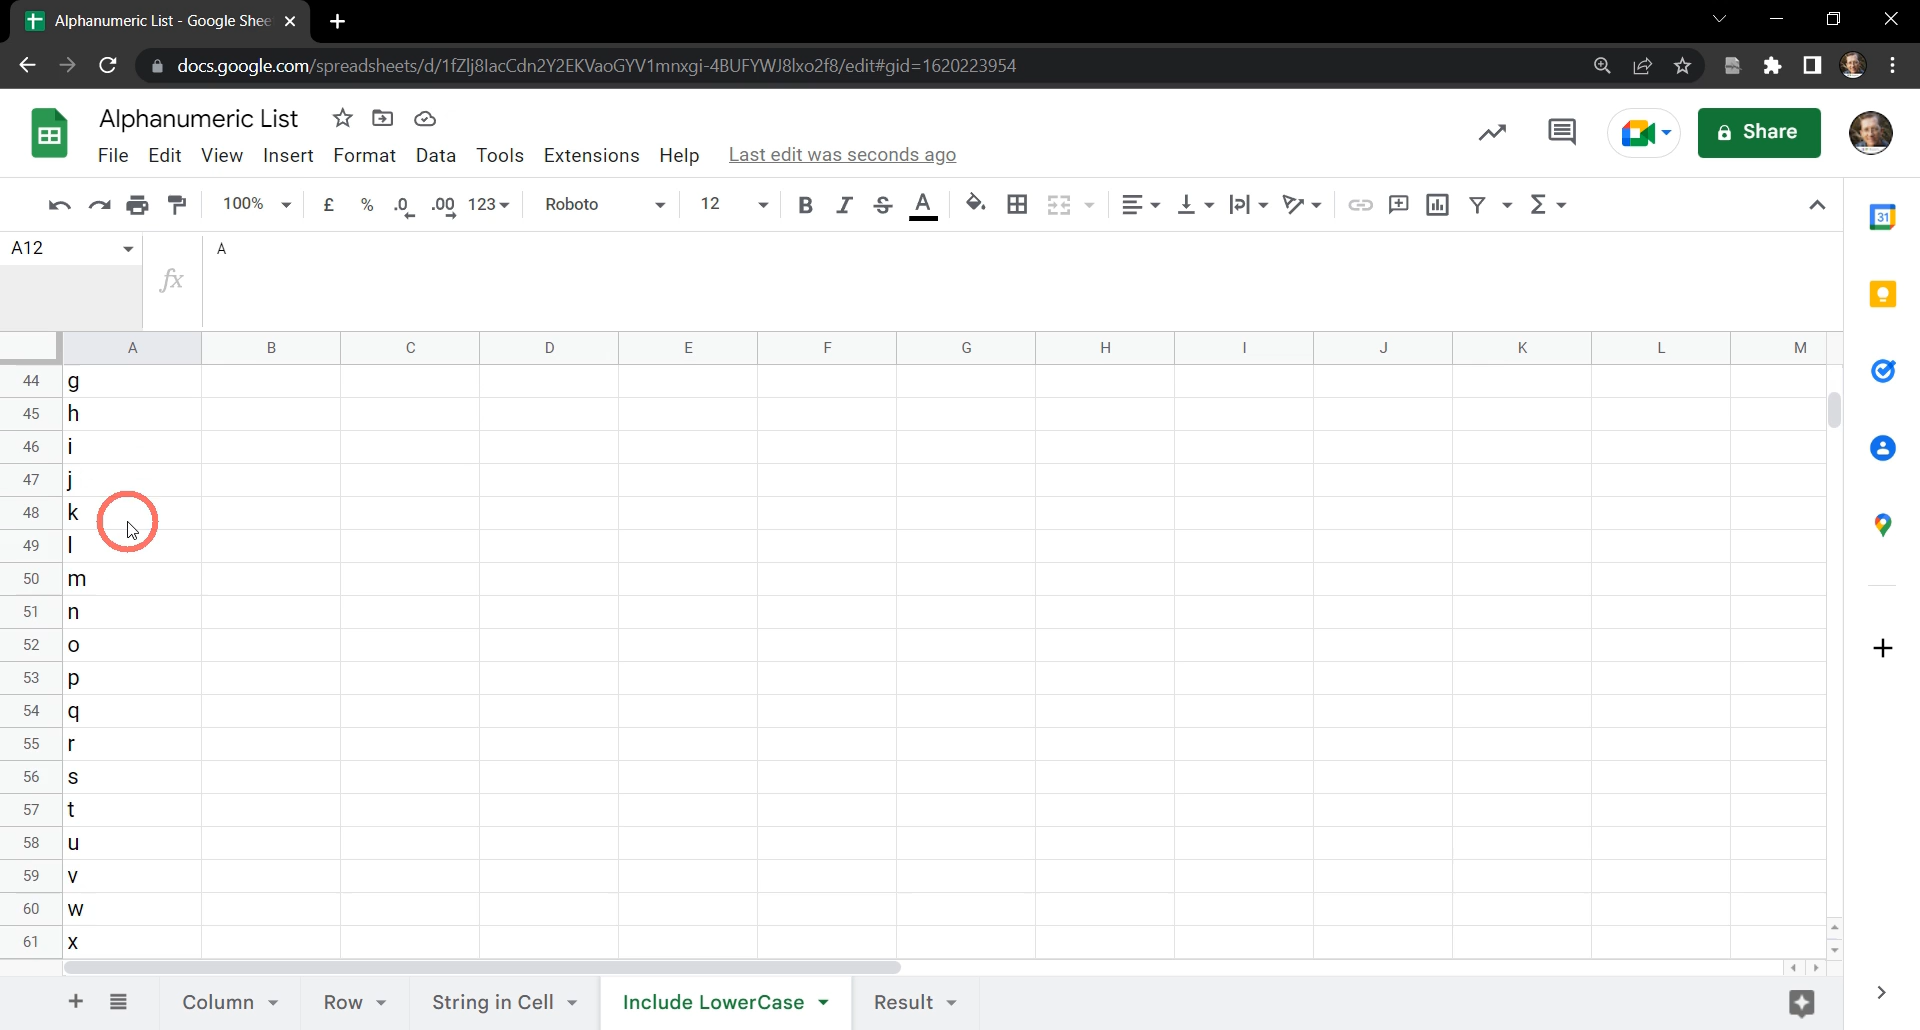 Alphanumeric List - Google Shee
docs.google.com/spreadsheets/d/1fZlj8lacCdn2Y2EKVaoGYV1mnxgi-4BUFYWJ8lxo2f8/edit#gid=1620223954
Alphanumeric List
File Edit View Insert Format Data Tools Extensions Help Last edit was seconds ago
Share
100% £ % .0 .00 123 Roboto 12 B I S A
31
A12 fx A
A B C D E F G H I J K L M
44 g
45 h
46 i
47 j
48 k
49 l
50 m
51 n
52 o
53 p
54 q
55 r
56 s
57 t
58 u
59 v
60 w
61 x
Column Row String in Cell Include LowerCase Result